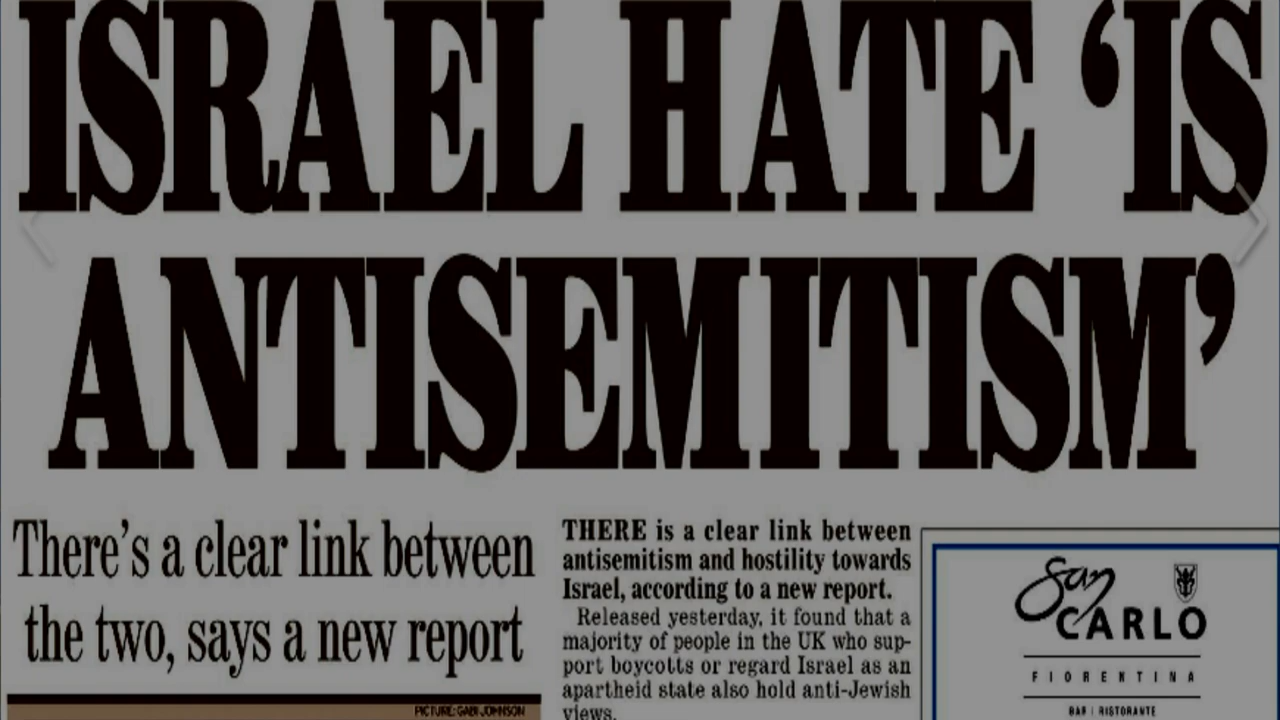 ISRAEL HATE ‘IS
ANTISEMITISM’
There’s a clear link between
the two, says a new report
PICTURE: GABI JOHNSON
THERE is a clear link between
antisemitism and hostility towards
Israel, according to a new report.
Released yesterday, it found that a
majority of people in the UK who sup-
port boycotts or regard Israel as an
apartheid state also hold anti-Jewish
views.
San
CARLO
FIORENTINA
BAR | RISTORANTE